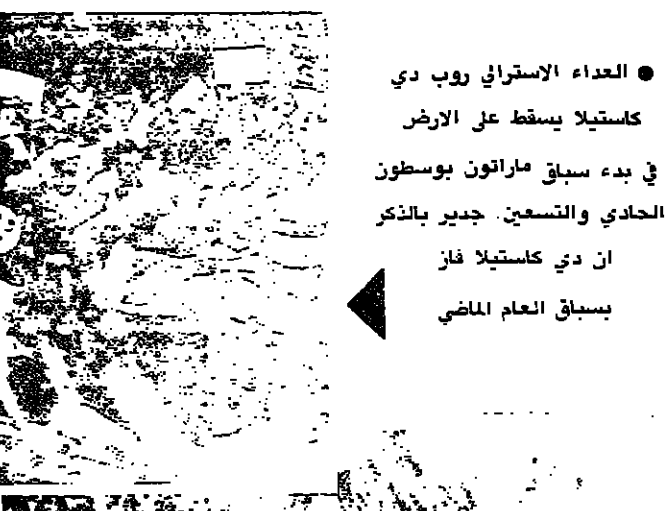 ● العداء الاسترالي روب دي
كاستيلا يسقط على الارض
في بدء سباق ماراتون بوسطون
الحادي والتسعين. جدير بالذكر
ان دي كاستيلا فاز
بسباق العام الماضي